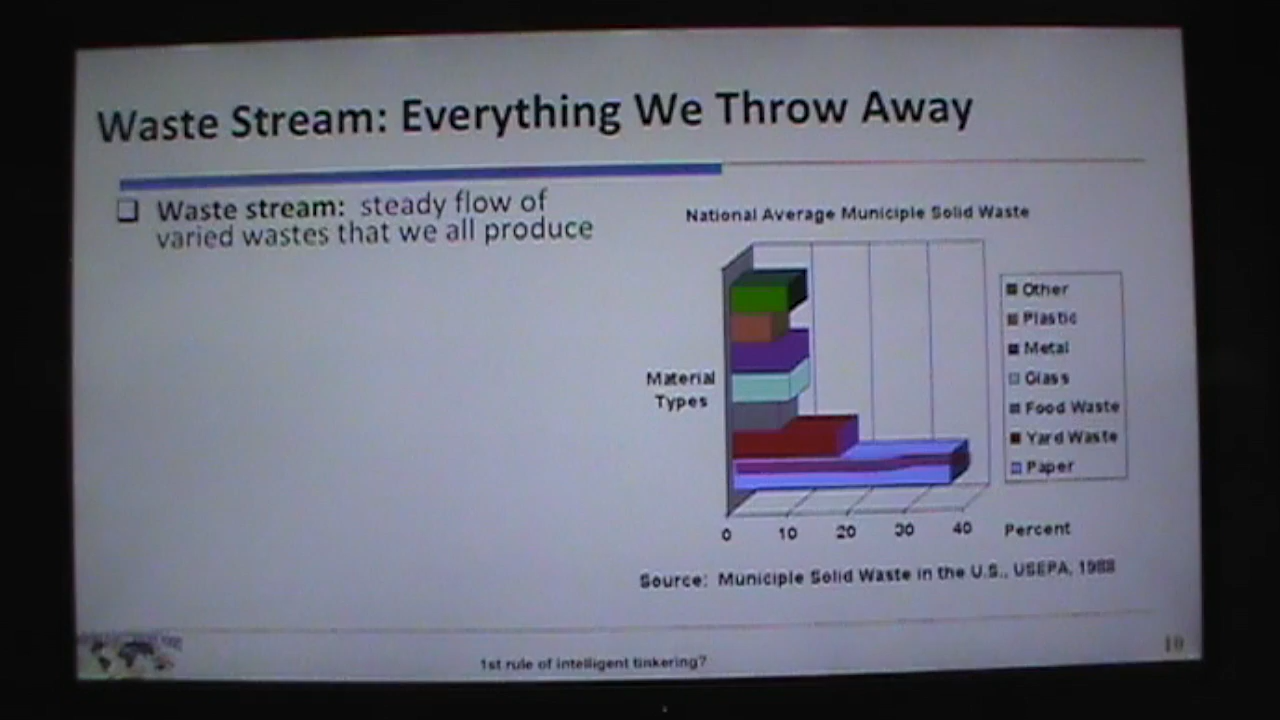 Waste Stream: Everything We Throw Away
Waste stream: steady flow of
varied wastes that we all produce
National Average Municiple Solid Waste
Material
Types
Other
Plastic
Metal
Glass
Food Waste
Yard Waste
Paper
0 10 20 30 40 Percent
Source: Municiple Solid Waste in the U.S., USEPA, 1988
1st rule of intelligent tinkering?
10